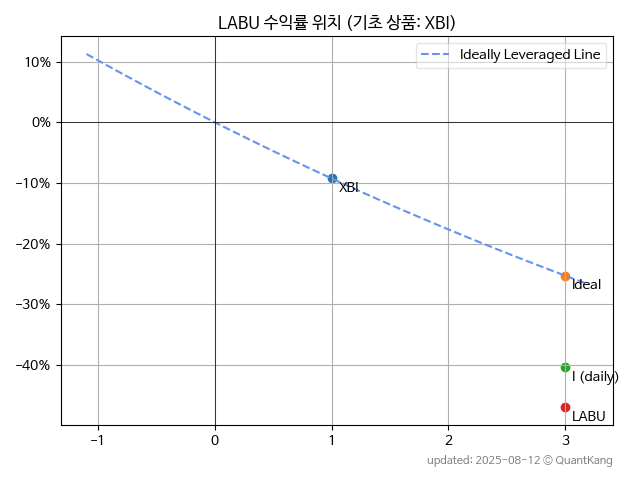 LABU 수익률 위치 (기초 상품: XBI)
Ideally Leveraged Line
10%
0%
−10%
−20%
−30%
−40%
XBI
Ideal
I (daily)
LABU
−1
0
1
2
3
updated: 2025-08-12 © QuantKang